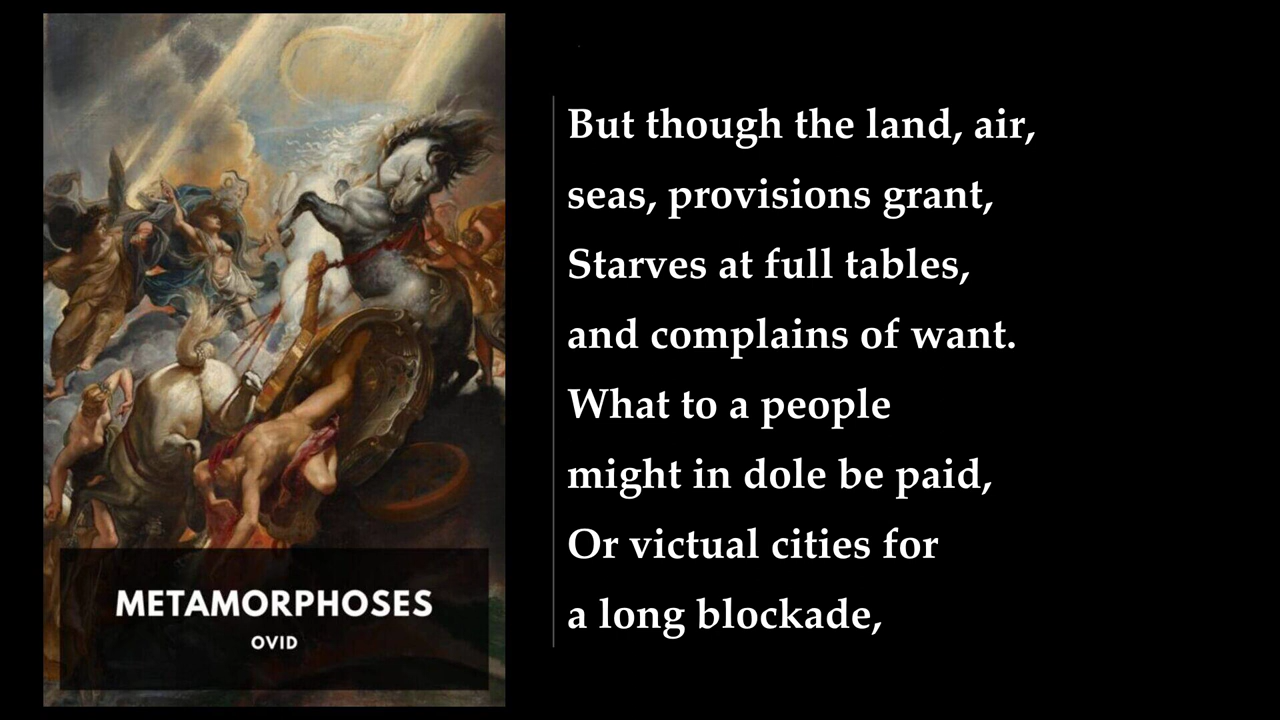 METAMORPHOSES
OVID
But though the land, air,
seas, provisions grant,
Starves at full tables,
and complains of want.
What to a people
might in dole be paid,
Or victual cities for
a long blockade,